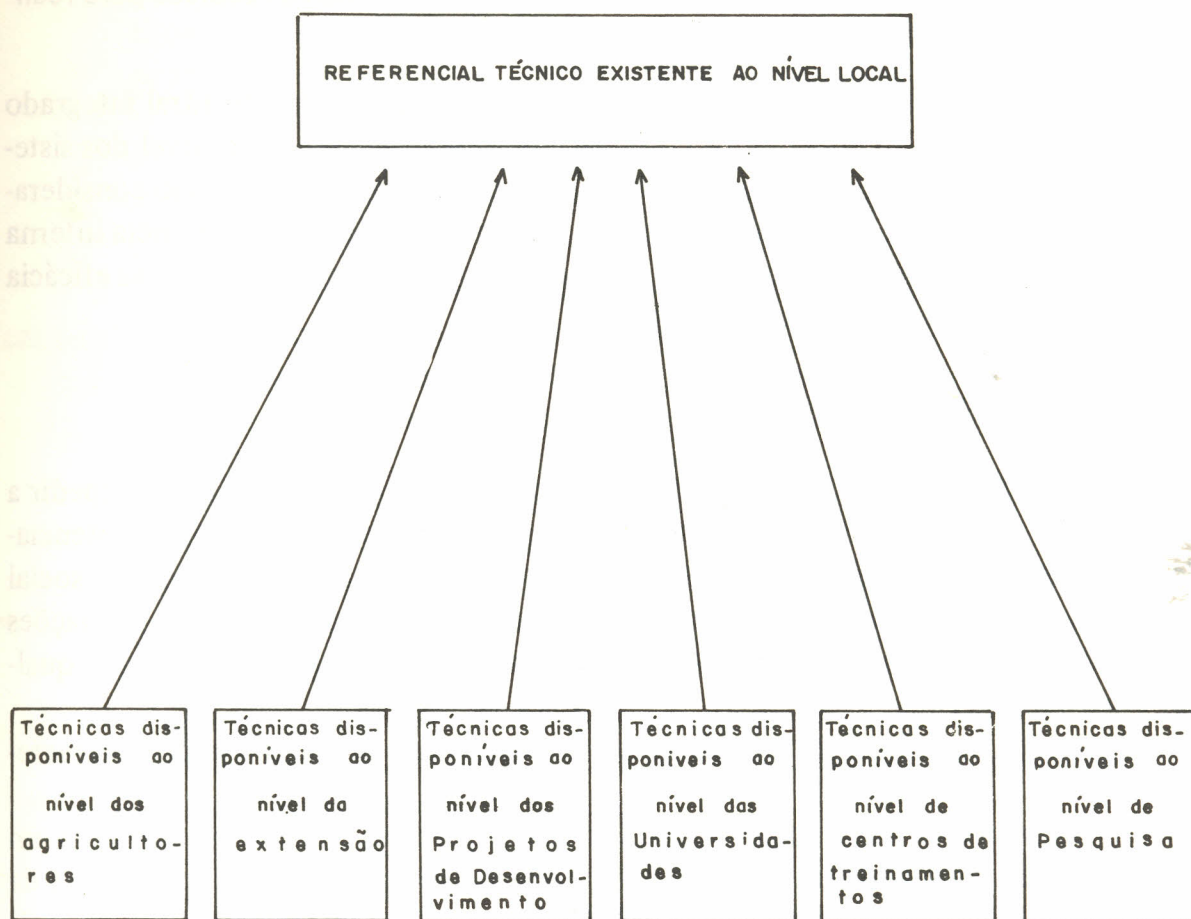 REFERENCIAL TÉCNICO EXISTENTE AO NÍVEL LOCAL
Técnicas dis-
poníveis ao
nível dos
agriculto-
res
Técnicas dis-
poníveis ao
nível da
extensão
Técnicas dis-
poníveis ao
nível dos
Projetos
de Desenvol-
vimento
Técnicas dis-
poniveis ao
nível das
Universida-
des
Técnicas dis-
poníveis ao
nível de
centros de
treinamen-
tos
Técnicas dis-
poníveis ao
nível de
Pesquisa